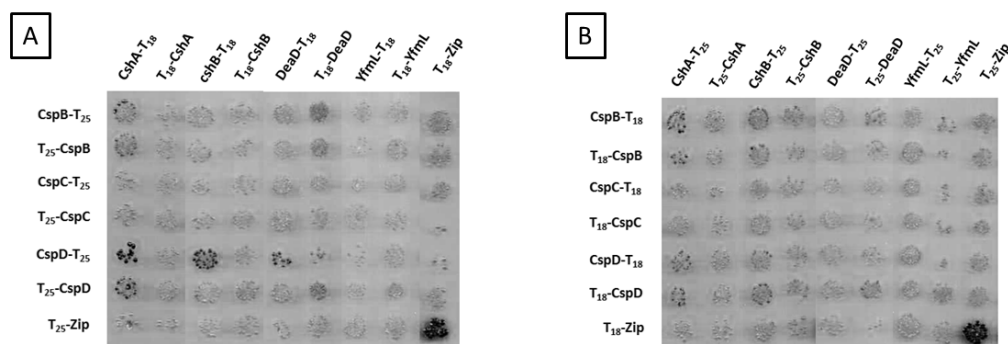 A
CshA-T₁₈
T₁₈-CshA
cshB-T₁₈
T₁₈-CshB
DeaD-T₁₈
T₁₈-DeaD
YfmL-T₁₈
T₁₈-YfmL
T₁₈-Zip
CspB-T₂₅
T₂₅-CspB
CspC-T₂₅
T₂₅-CspC
CspD-T₂₅
T₂₅-CspD
T₂₅-Zip
B
CshA-T₂₅
T₂₅-CshA
CshB-T₂₅
T₂₅-CshB
DeaD-T₂₅
T₂₅-DeaD
YfmL-T₂₅
T₂₅-YfmL
T₂₅-Zip
CspB-T₁₈
T₁₈-CspB
CspC-T₁₈
T₁₈-CspC
CspD-T₁₈
T₁₈-CspD
T₁₈-Zip